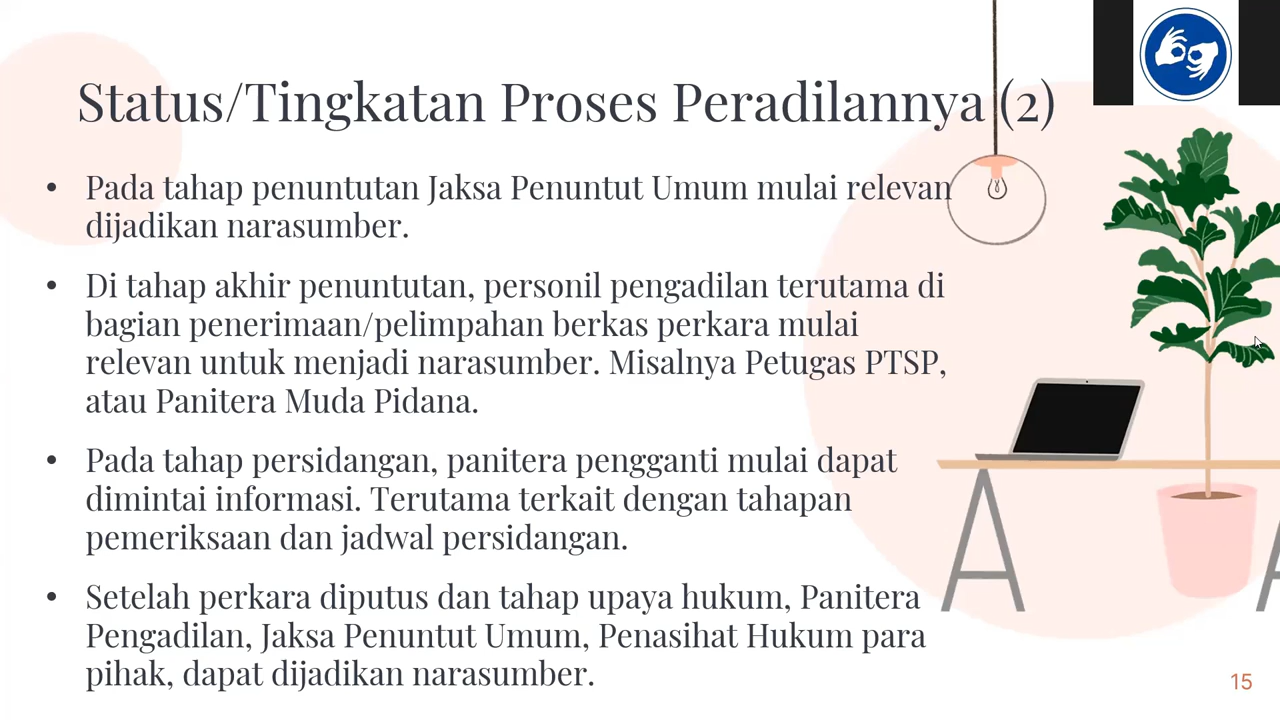 Status/Tingkatan Proses Peradilannya (2)
• Pada tahap penuntutan Jaksa Penuntut Umum mulai relevan
dijadikan narasumber.
• Di tahap akhir penuntutan, personil pengadilan terutama di
bagian penerimaan/pelimpahan berkas perkara mulai
relevan untuk menjadi narasumber. Misalnya Petugas PTSP,
atau Panitera Muda Pidana.
• Pada tahap persidangan, panitera pengganti mulai dapat
dimintai informasi. Terutama terkait dengan tahapan
pemeriksaan dan jadwal persidangan.
• Setelah perkara diputus dan tahap upaya hukum, Panitera
Pengadilan, Jaksa Penuntut Umum, Penasihat Hukum para
pihak, dapat dijadikan narasumber.
15